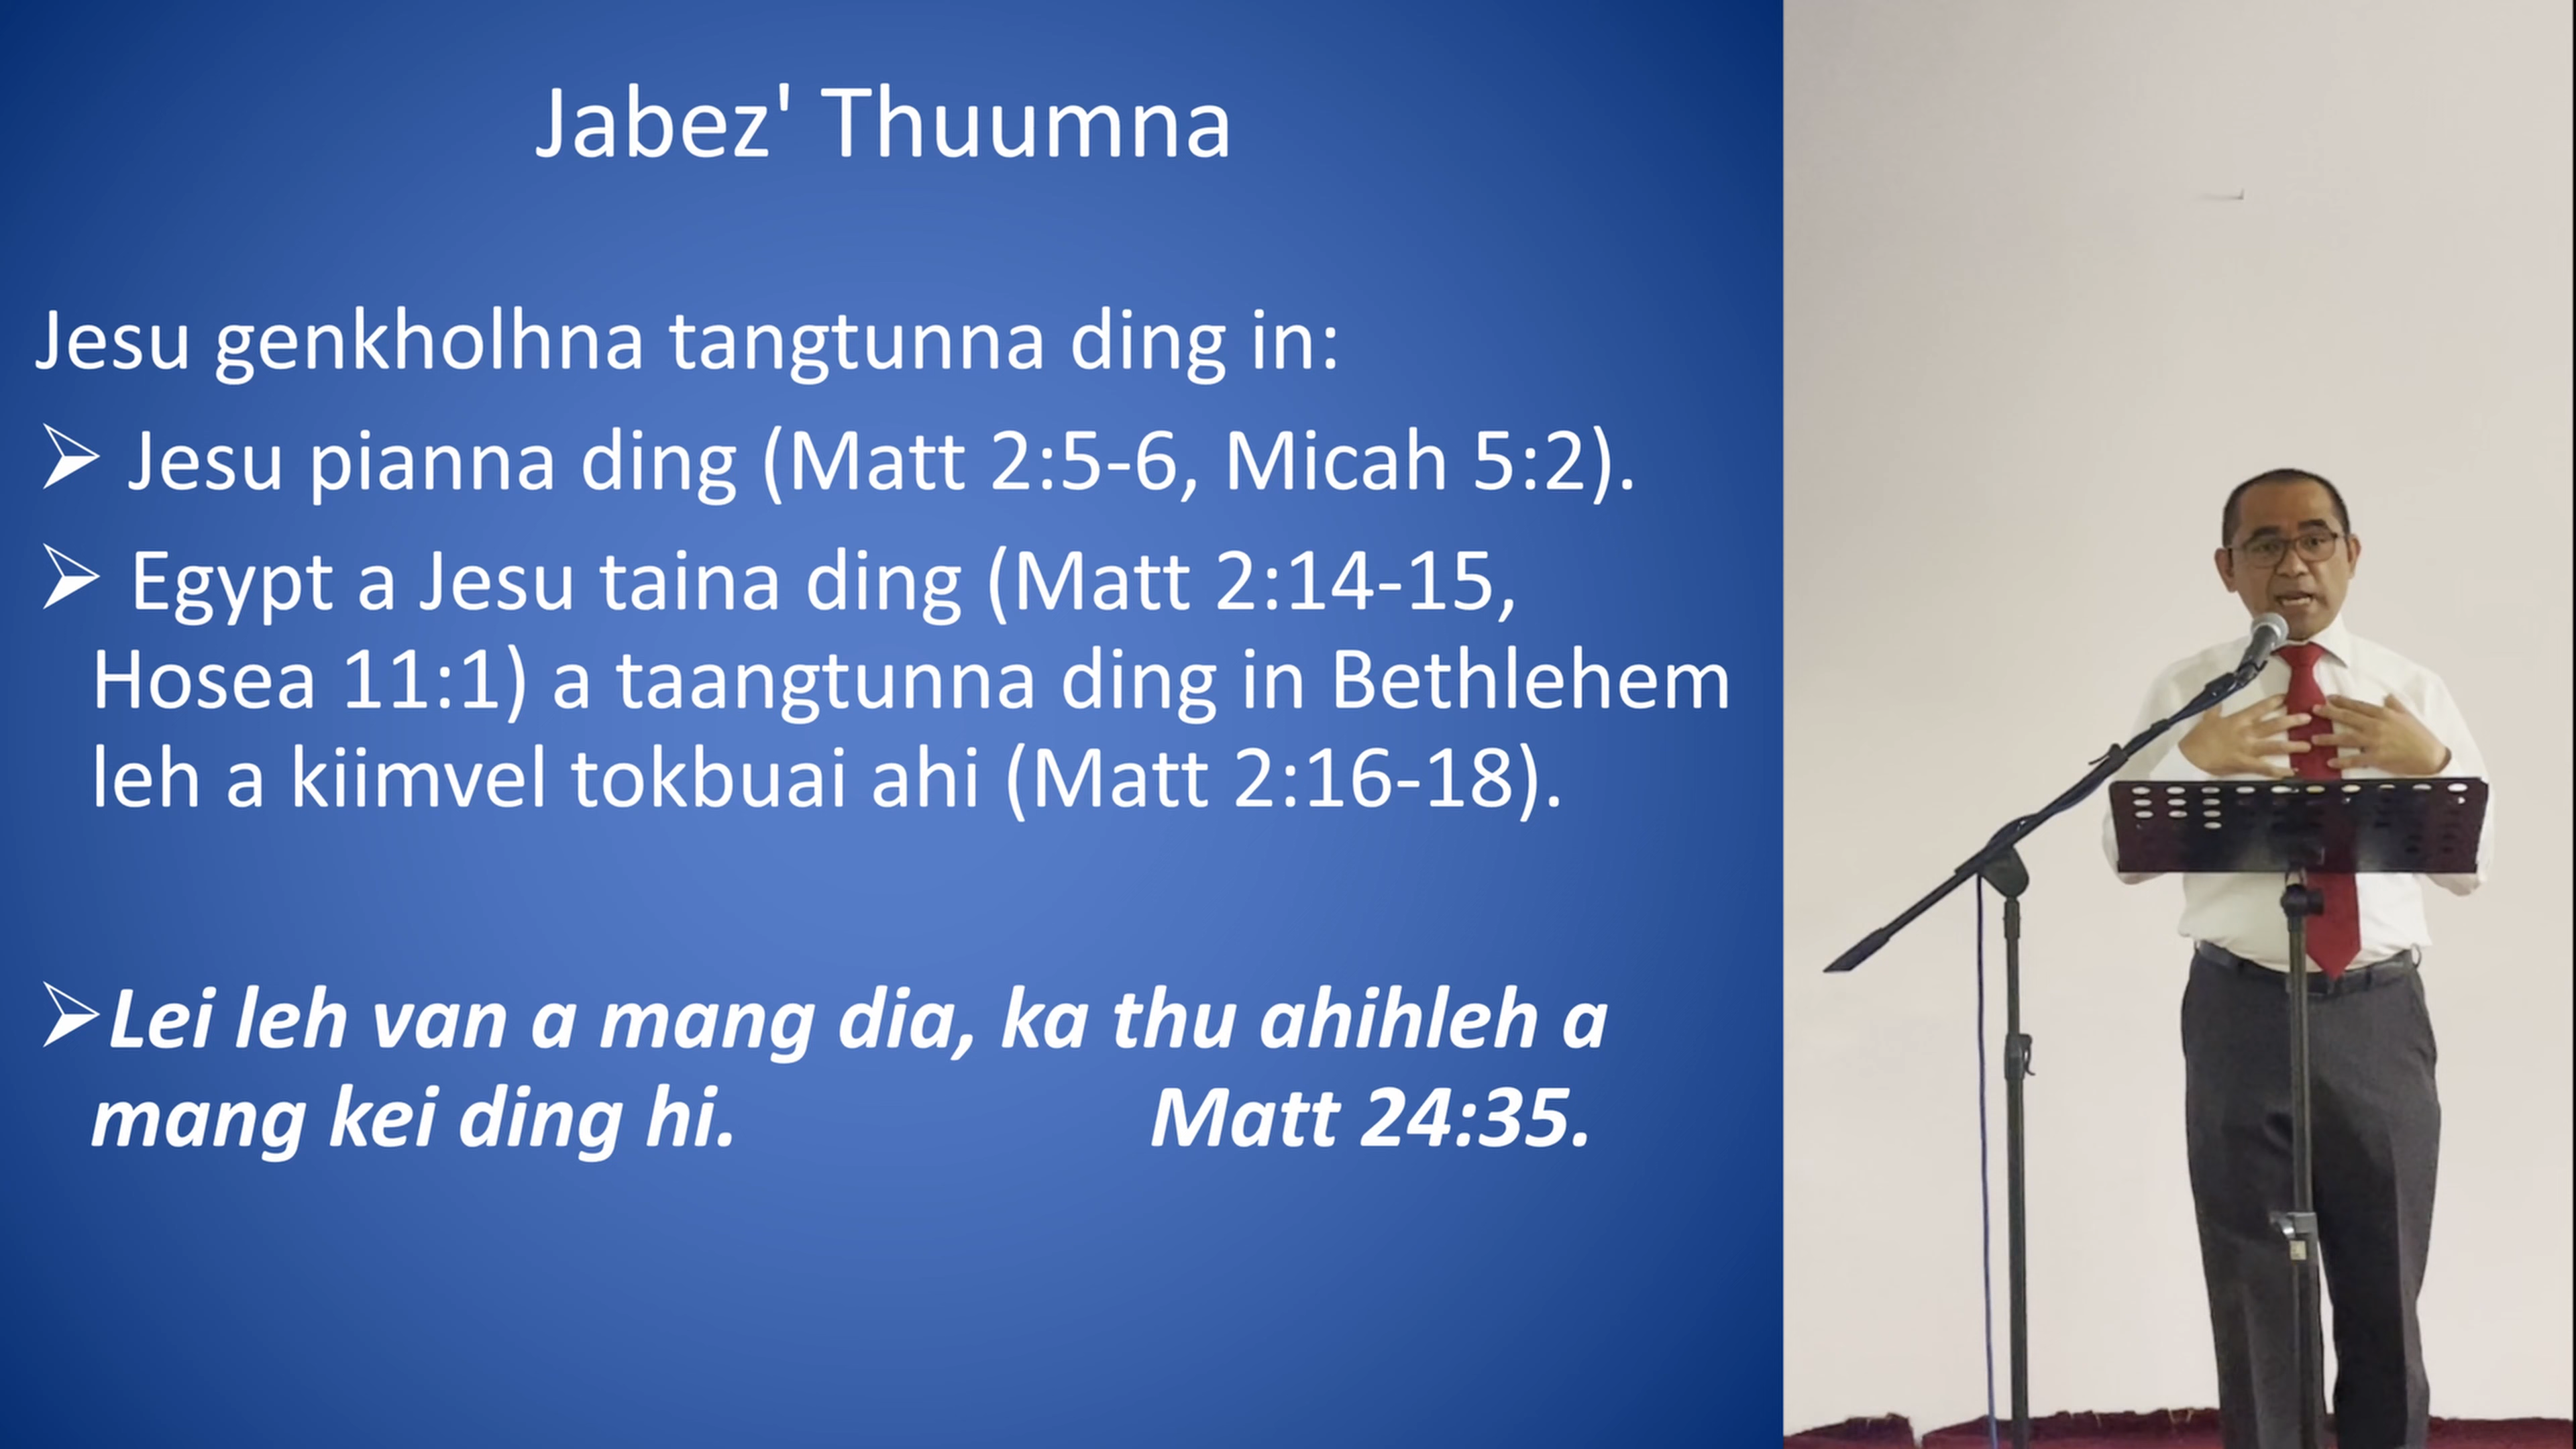 Jabez' Thuumna
Jesu genkholhna tangtunna ding in:
➢ Jesu pianna ding (Matt 2:5-6, Micah 5:2).
➢ Egypt a Jesu taina ding (Matt 2:14-15,
Hosea 11:1) a taangtunna ding in Bethlehem
leh a kiimvel tokbuai ahi (Matt 2:16-18).
➢Lei leh van a mang dia, ka thu ahihleh a
mang kei ding hi. Matt 24:35.